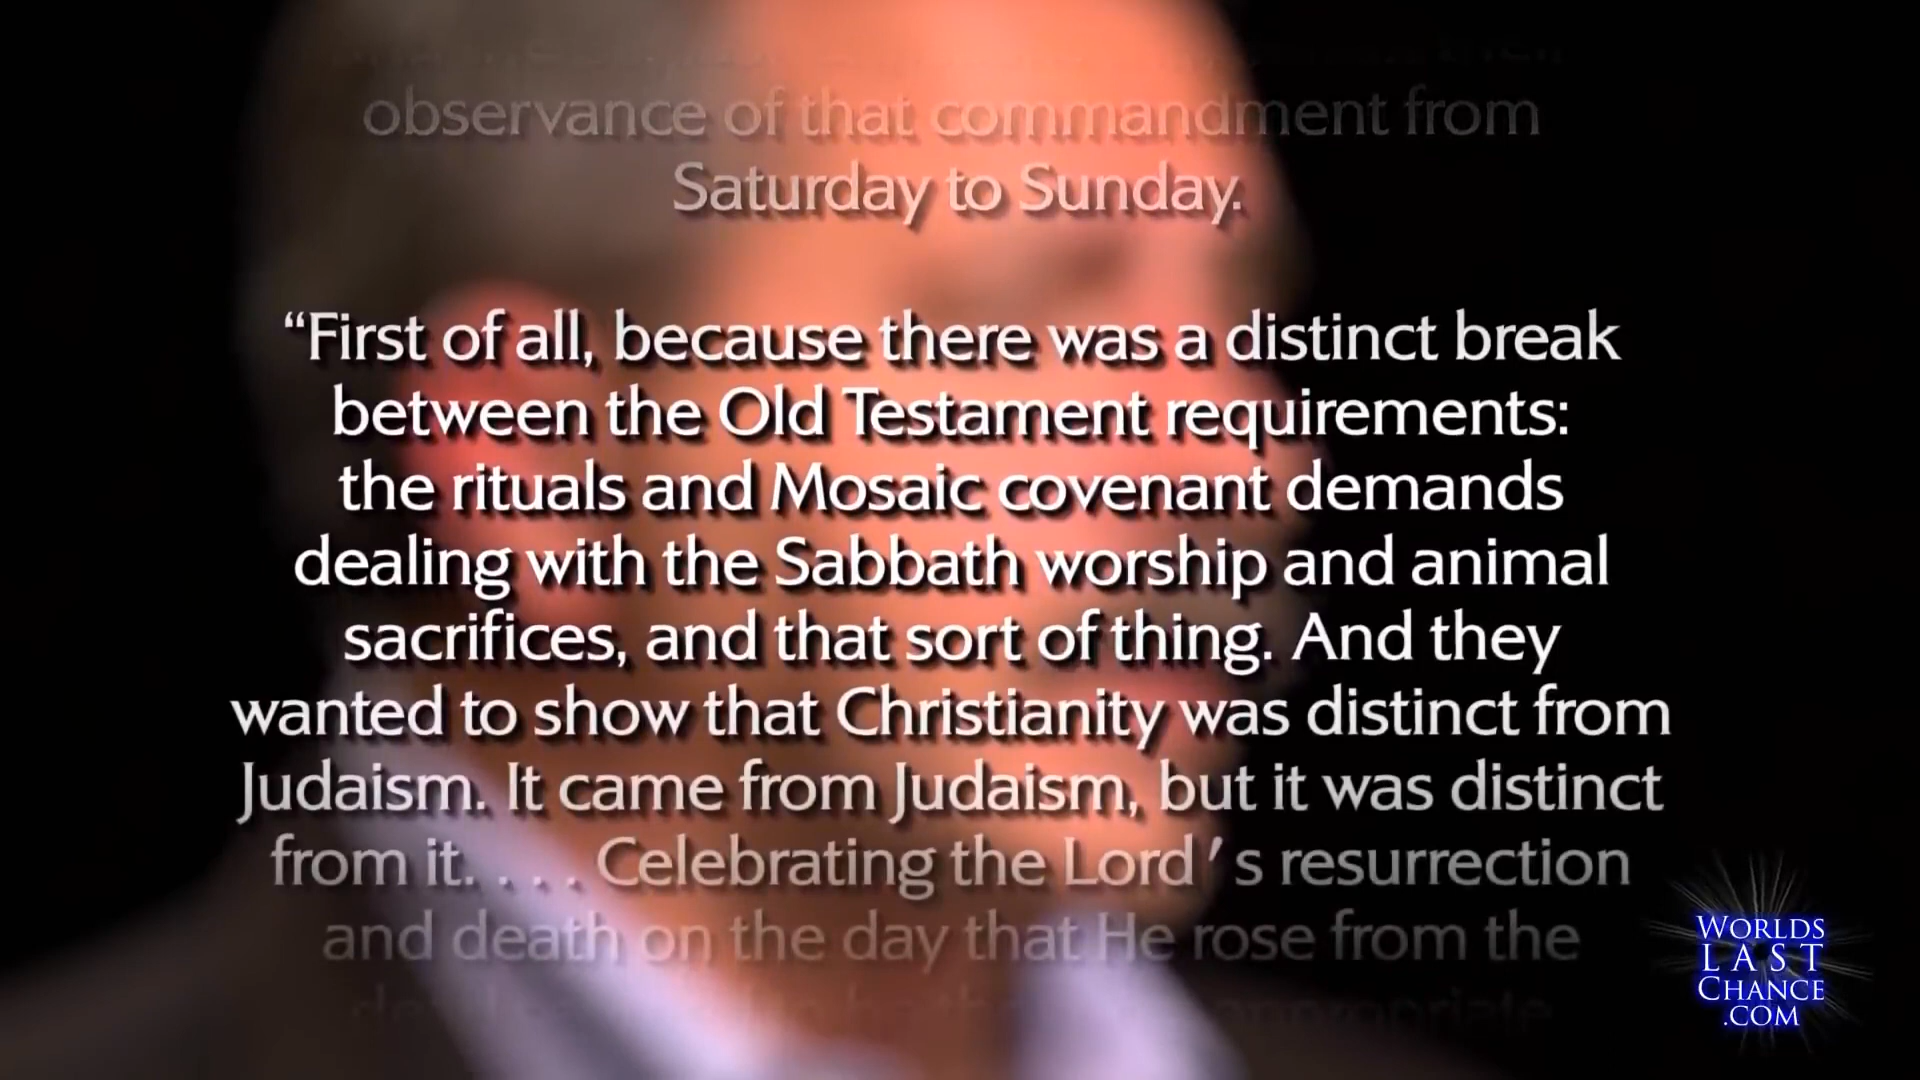 observance of that commandment from
Saturday to Sunday.
“First of all, because there was a distinct break
between the Old Testament requirements:
the rituals and Mosaic covenant demands
dealing with the Sabbath worship and animal
sacrifices, and that sort of thing. And they
wanted to show that Christianity was distinct from
Judaism. It came from Judaism, but it was distinct
from it. . . . Celebrating the Lord's resurrection
and death on the day that He rose from the
appropriate
WORLDS
LAST
CHANCE
.COM